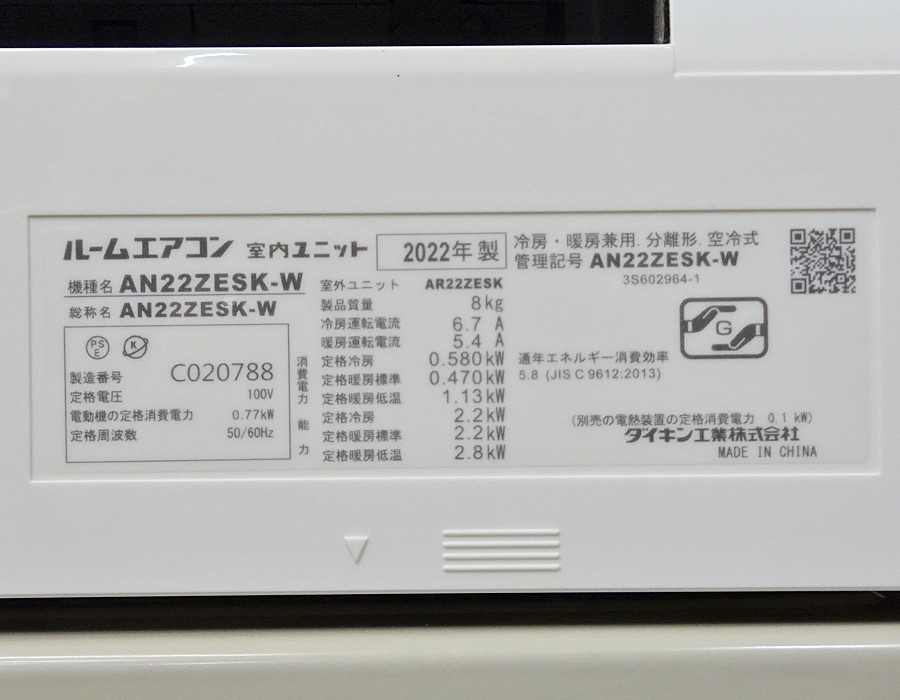 ルームエアコン 室内ユニット 2022年 製
機種名 AN22ZESK-W
総称名 AN22ZESK-W
PS
E
K
製造番号 C020788
定格電圧 100V
電動機の定格消費電力 0.77kW
定格周波数 50/60Hz
室外ユニット AR22ZESK
製品質量 8kg
冷房運転電流 6.7 A
暖房運転電流 5.4 A
消費電力
定格冷房 0.580kW
定格暖房標準 0.470kW
定格暖房低温 1.13kW
能力
定格冷房 2.2kW
定格暖房標準 2.2kW
定格暖房低温 2.8kW
冷房・暖房兼用.分離形.空冷式
管理記号 AN22ZESK-W
3S602964-1
G
通年エネルギー消費効率
5.8 (JIS C 9612:2013)
(別売の電熱装置の定格消費電力 0.1 kW)
ダイキン工業株式会社
MADE IN CHINA